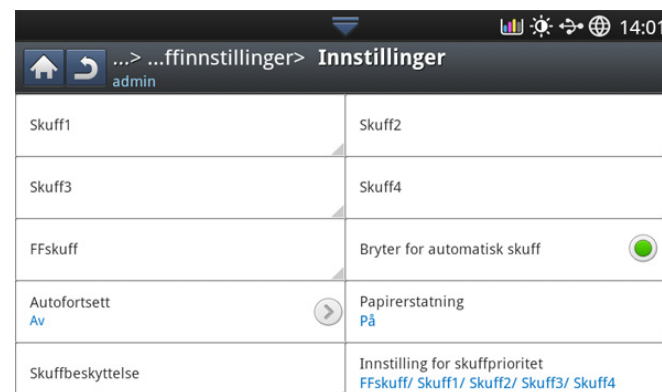 14:01
...> ...ffinnstillinger> Innstillinger
admin
Skuff1
Skuff2
Skuff3
Skuff4
FFskuff
Bryter for automatisk skuff
Autofortsett
Av
Papirerstatning
På
Skuffbeskyttelse
Innstilling for skuffprioritet
FFskuff/ Skuff1/ Skuff2/ Skuff3/ Skuff4